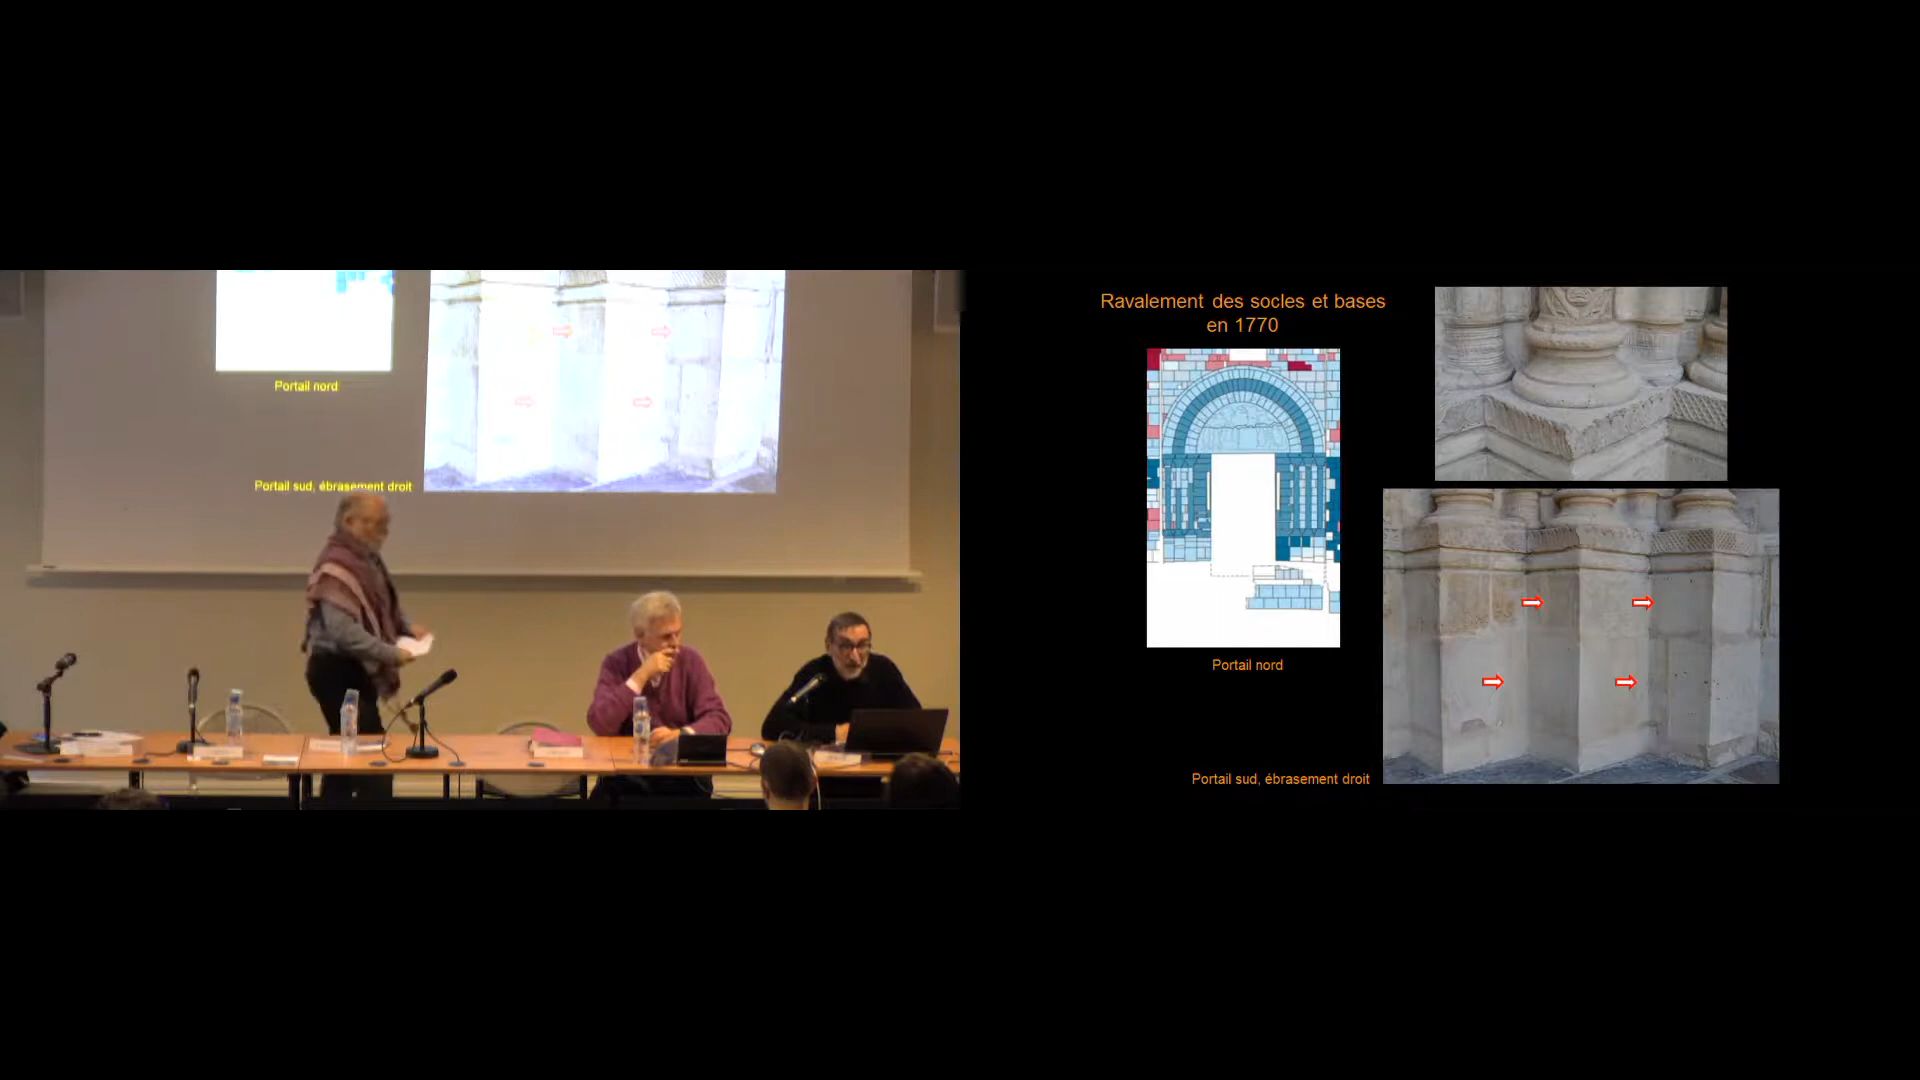 Portail nord
Portail sud, ébrasement droit
Ravalement des socles et bases
en 1770
Portail nord
Portail sud, ébrasement droit